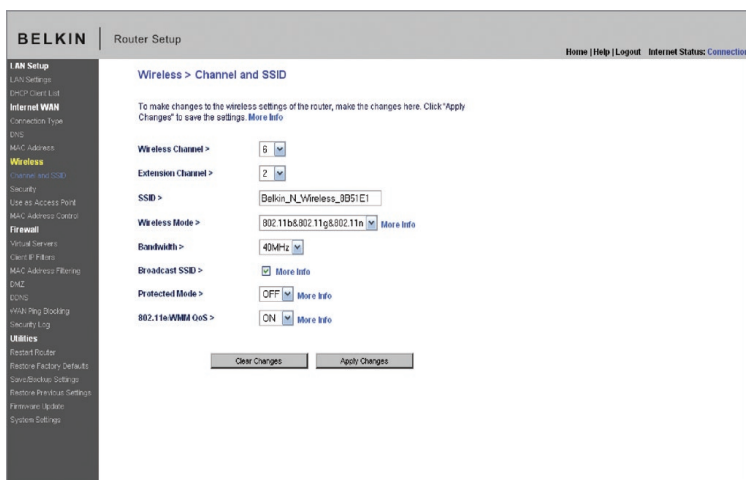 BELKIN
Router Setup
Home |Help |Logout Internet Status: Connection
LAN Setup
LAN Settings
DHCP Client List
Internet WAN
Connection Type
DNS
MAC Address
Wireless
Channel and SSID
Security
Use as Access Point
MAC Address Control
Firewall
Virtual Servers
Client IP Filters
MAC Address Filtering
DMZ
DDNS
WAN Ping Blocking
Security Log
Utilities
Restart Router
Restore Factory Defaults
Save/Backup Settings
Restore Previous Settings
Firmware Update
System Settings
Wireless > Channel and SSID
To make changes to the wireless settings of the router, make the changes here. Click "Apply
Changes" to save the settings. More Info
Wireless Channel > 6
Extension Channel > 2
SSID > Belkin_N_Wireless_8B51E1
Wireless Mode > 802.11b&802.11g&802.11n More Info
Bandwidth > 40MHz
Broadcast SSID > More Info
Protected Mode > OFF More Info
802.11e/WMM QoS > ON More Info
Clear Changes Apply Changes